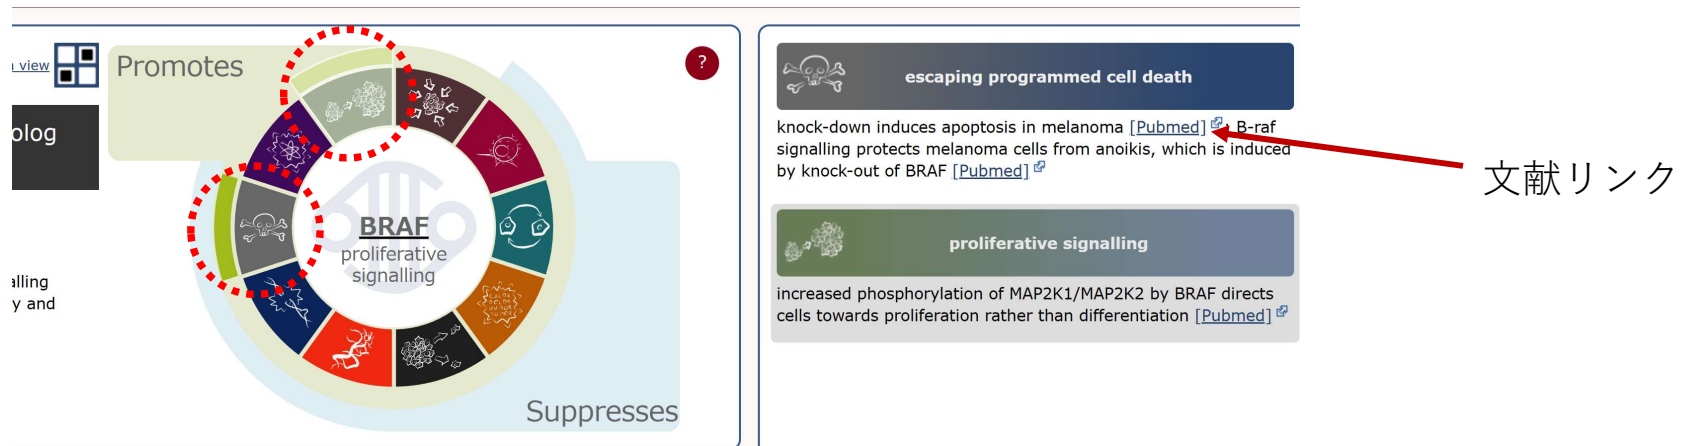 view
Promotes
?
olog
BRAF
proliferative
signalling
alling
y and
Suppresses
escaping programmed cell death
knock-down induces apoptosis in melanoma [Pubmed] ; B-raf
signalling protects melanoma cells from anoikis, which is induced
by knock-out of BRAF [Pubmed]
proliferative signalling
increased phosphorylation of MAP2K1/MAP2K2 by BRAF directs
cells towards proliferation rather than differentiation [Pubmed]
文献リンク